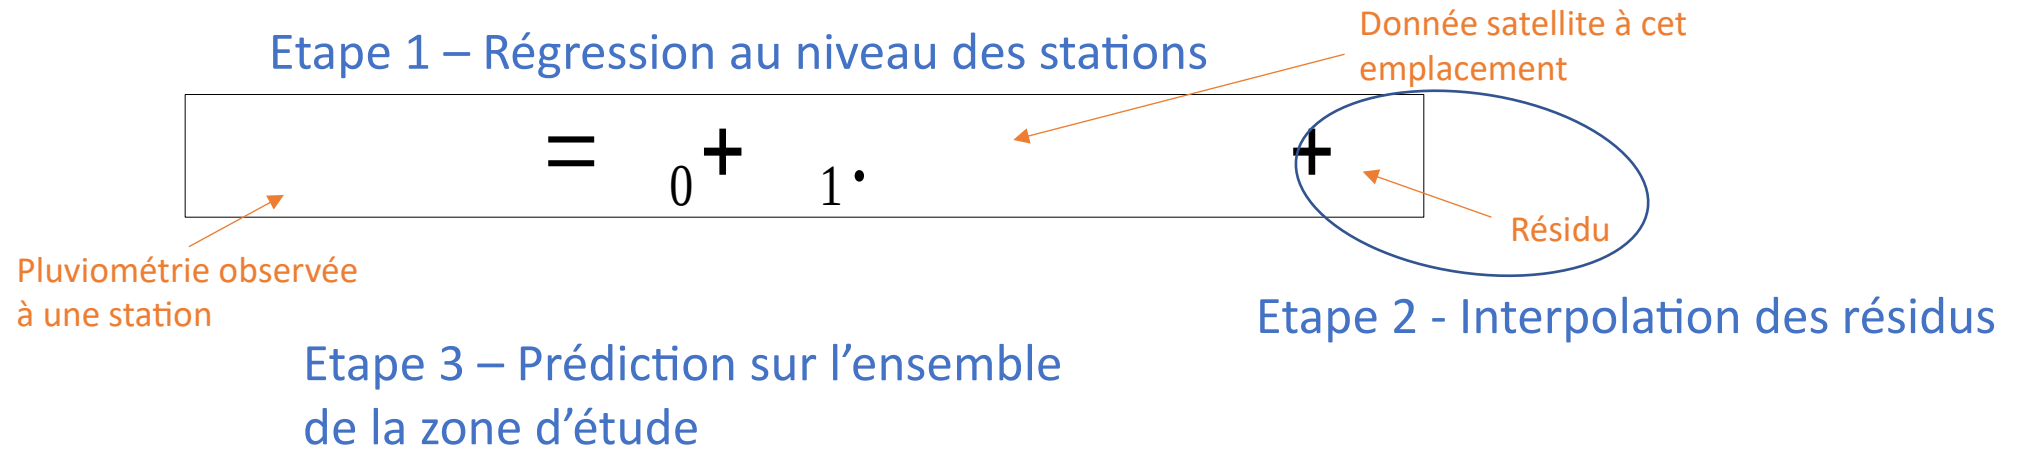 Etape 1 – Régression au niveau des stations
Donnée satellite à cet
emplacement
= 0 + 1 . +
Résidu
Pluviométrie observée
à une station
Etape 2 - Interpolation des résidus
Etape 3 – Prédiction sur l’ensemble
de la zone d’étude